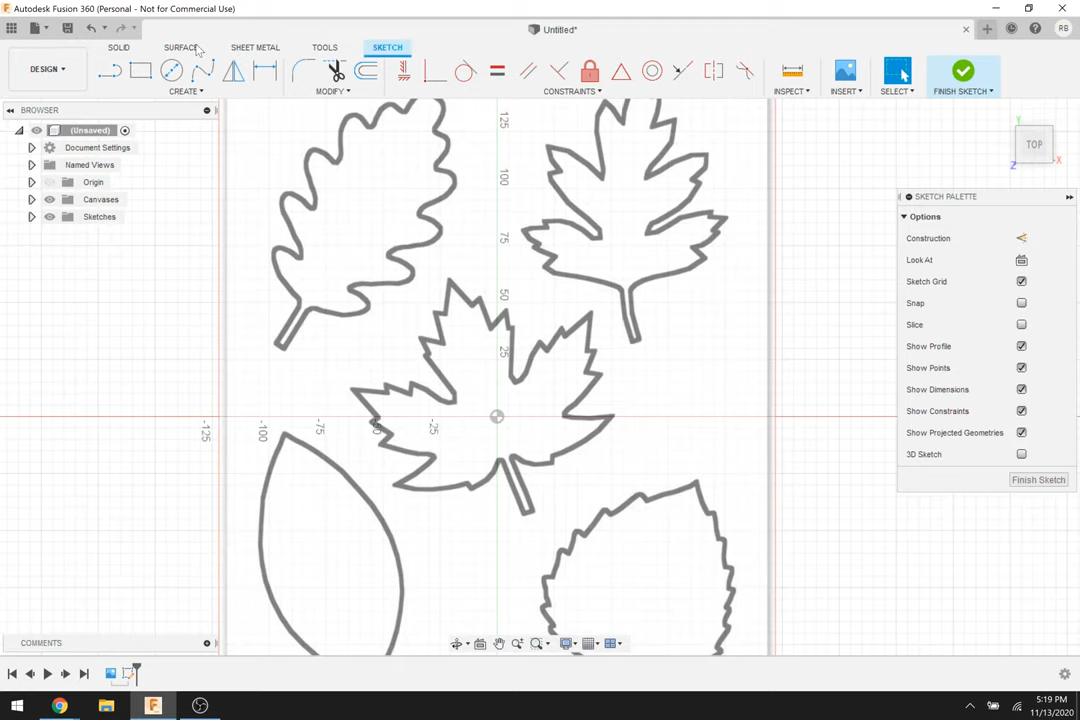 Autodesk Fusion 360 (Personal - Not for Commercial Use)
Untitled*
RB
SOLID
SURFACE
SHEET METAL
TOOLS
SKETCH
DESIGN
CREATE
MODIFY
CONSTRAINTS
INSPECT
INSERT
SELECT
FINISH SKETCH
BROWSER
(Unsaved)
Document Settings
Named Views
Origin
Canvases
Sketches
TOP
Y
X
Z
SKETCH PALETTE
Options
Construction
Look At
Sketch Grid
Snap
Slice
Show Profile
Show Points
Show Dimensions
Show Constraints
Show Projected Geometries
3D Sketch
Finish Sketch
125
100
75
50
25
-125
-100
-75
-25
COMMENTS
5:19 PM
11/13/2020